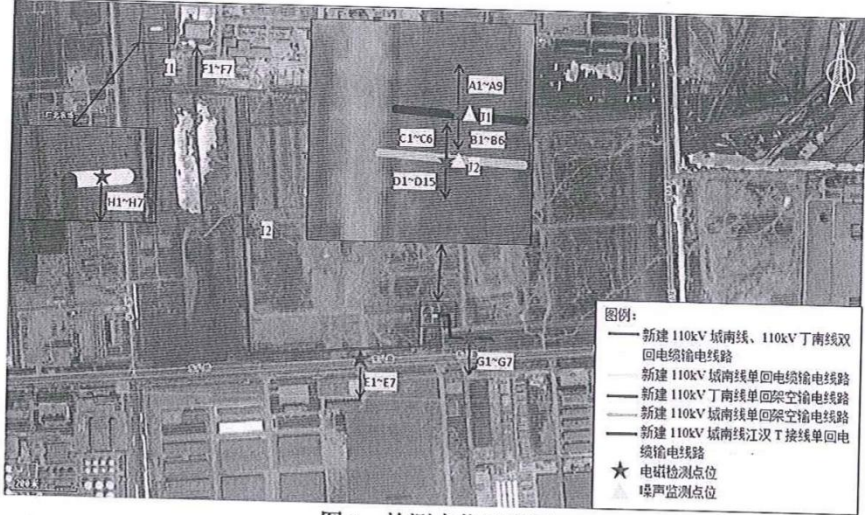 I1
F1~F7
A1~A9
J1
C1~C6
B1~B6
J2
D1~D15
H1~H7
I2
G1~G7
E1~E7
图例：
新建 110kV 城南线、110kV 丁南线双
回电缆输电线路
新建 110kV 城南线单回电缆输电线路
新建 110kV 丁南线单回架空输电线路
新建 110kV 城南线单回架空输电线路
新建 110kV 城南线江汉 T 接线单回电
缆输电线路
电磁检测点位
噪声监测点位